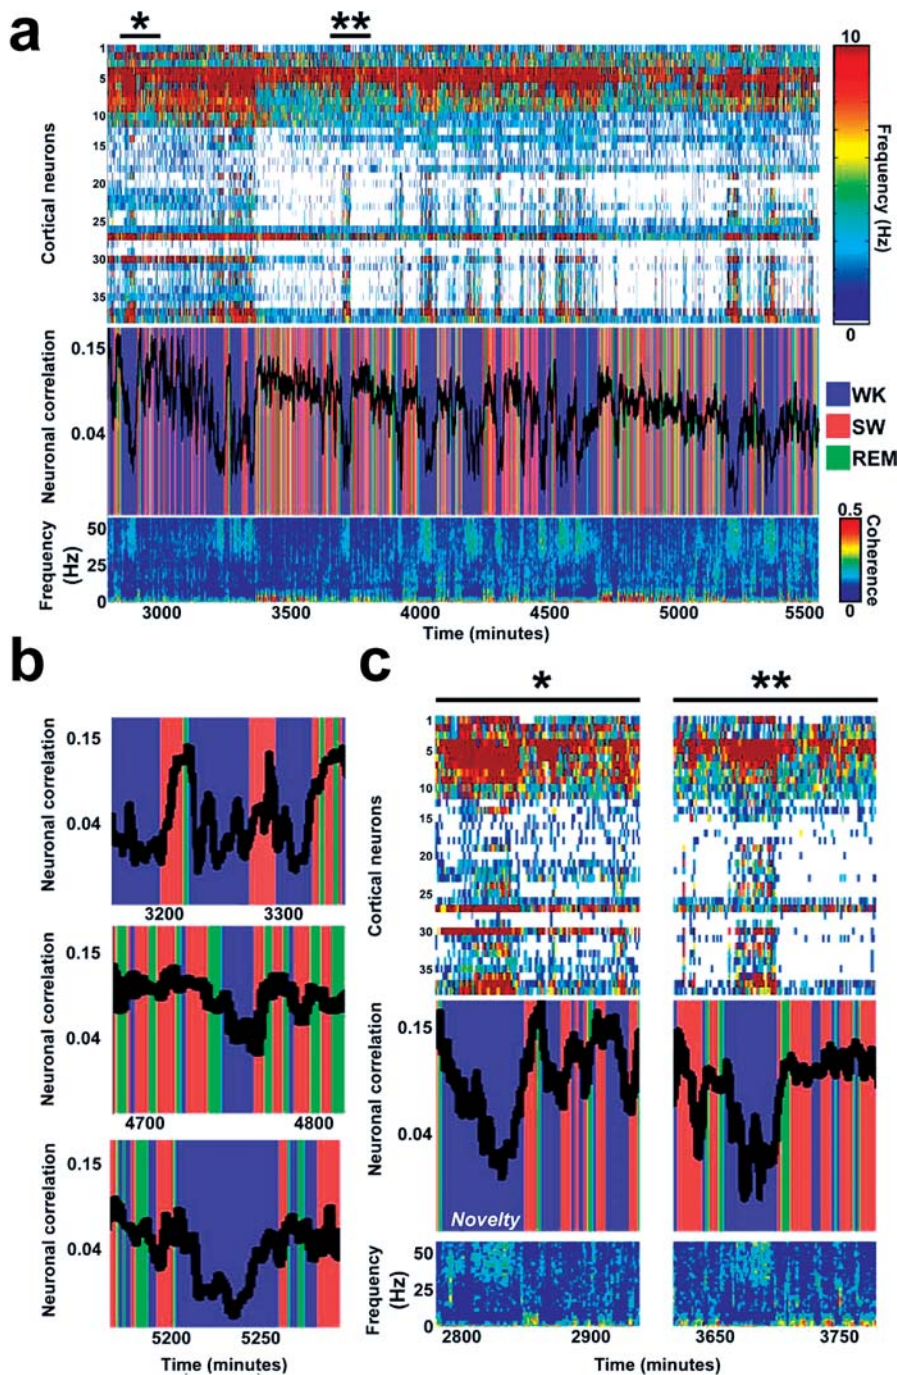 a
*
**
Cortical neurons
1
5
10
15
20
25
30
35
10
Frequency (Hz)
0
Neuronal correlation
0.15
0.04
WK
SW
REM
Frequency
(Hz)
50
25
0
0.5
Coherence
0
3000 3500 4000 4500 5000 5500
Time (minutes)
b
Neuronal correlation
0.15
0.04
3200 3300
Neuronal correlation
0.15
0.04
4700 4800
Neuronal correlation
0.15
0.04
5200 5250
Time (minutes)
c
*
**
Cortical neurons
1
5
10
15
20
25
30
35
Neuronal correlation
0.15
0.04
Novelty
Frequency
(Hz)
50
25
0
2800 2900
3650 3750
Time (minutes)